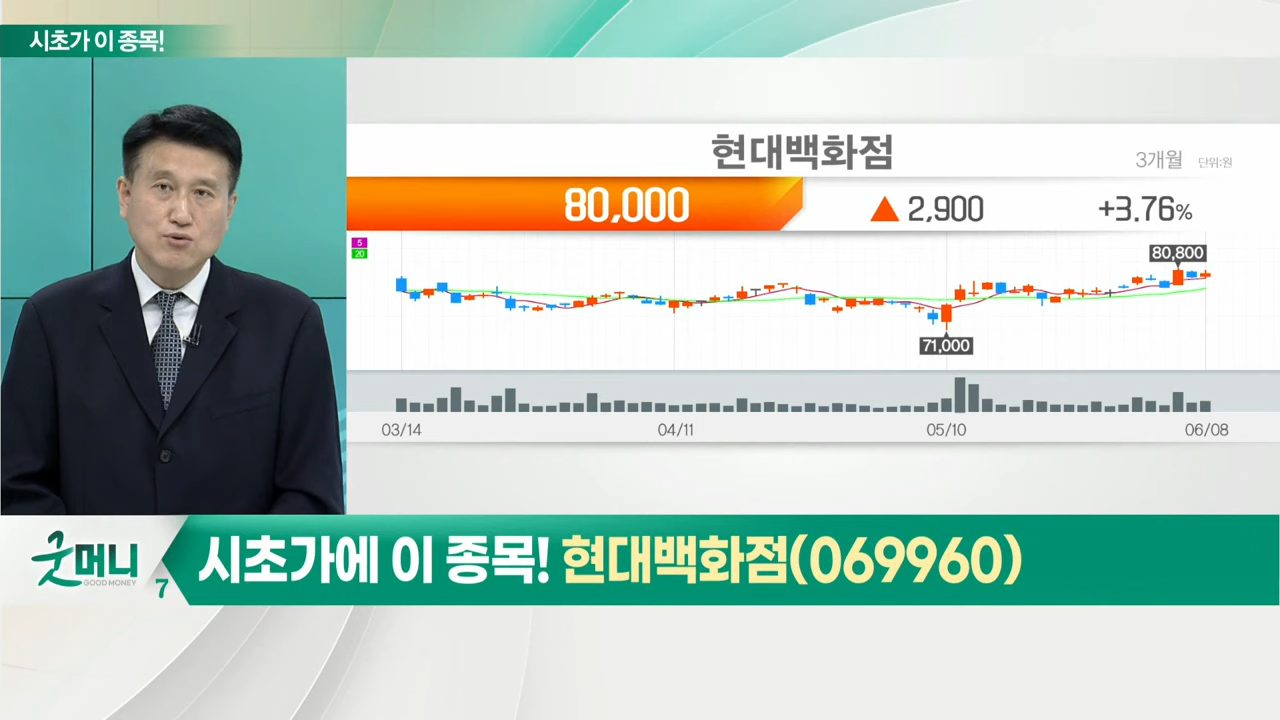 시초가 이 종목!
현대백화점
3개월 단위:원
80,000 ▲ 2,900 +3.76%
5
20
80,800
71,000
03/14 04/11 05/10 06/08
굿머니
GOOD MONEY
7
시초가에 이 종목! 현대백화점(069960)